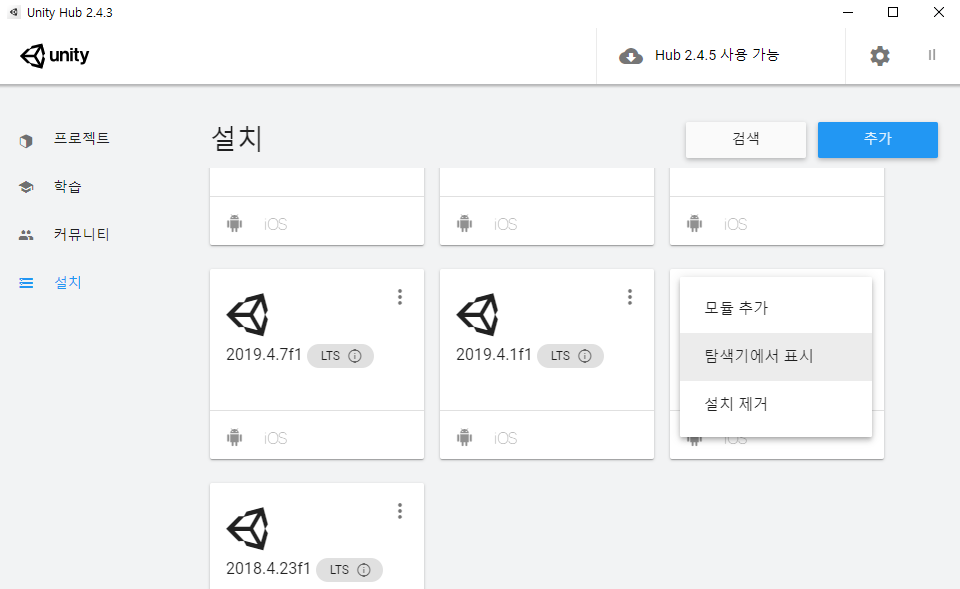 Unity Hub 2.4.3
unity
Hub 2.4.5 사용 가능
II
프로젝트
학습
커뮤니티
설치
설치
검색
추가
iOS
iOS
iOS
2019.4.7f1 LTS
iOS
2019.4.1f1 LTS
iOS
모듈 추가
탐색기에서 표시
설치 제거
iOS
2018.4.23f1 LTS